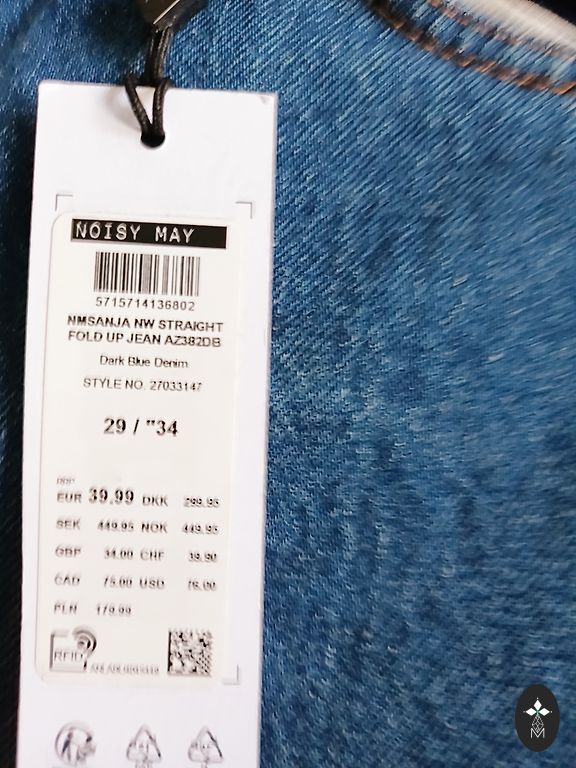 NOISY MAY
5715714136802
NMSANJA NW STRAIGHT
FOLD UP JEAN AZ382DB
Dark Blue Denim
STYLE NO. 27033147
29 / "34
RRP
EUR 39.99 DKK 299.95
SEK 449.95 NOK 449.95
GBP 34.00 CHF 39.90
CAD 75.00 USD 76.00
PLN 179.99
RFID
M